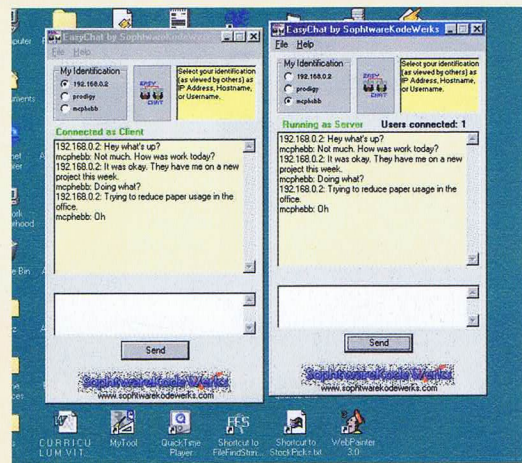 EasyChat by SophtwareKodeWerks
File Help
My Identification
192.168.0.2
prodigy
mcphebb
EASY
CHAT
Select your identification
(as viewed by others) as
IP Address, Hostname,
or Username.
Connected as Client
192.168.0.2: Hey what's up?
mcphebb: Not much. How was work today?
192.168.0.2: It was okay. They have me on a new
project this week.
mcphebb: Doing what?
192.168.0.2: Trying to reduce paper usage in the
office.
mcphebb: Oh
Send
SophtwareKodeWerks
www.sophtwarekodewerks.com
EasyChat by SophtwareKodeWerks
File Help
My Identification
192.168.0.2
prodigy
mcphebb
EASY
CHAT
Select your identification
(as viewed by others) as
IP Address, Hostname,
or Username.
Running as Server Users connected: 1
192.168.0.2: Hey what's up?
mcphebb: Not much. How was work today?
192.168.0.2: It was okay. They have me on a new
project this week.
mcphebb: Doing what?
192.168.0.2: Trying to reduce paper usage in the
office.
mcphebb: Oh
Send
SophtwareKodeWerks
www.sophtwarekodewerks.com
CURRICU
LUM VIT...
MyTool
QuickTime
Player
FFS
Shortcut to
FileFindStrin...
Shortcut to
StockPick.r.txt
WebPainter
3.0